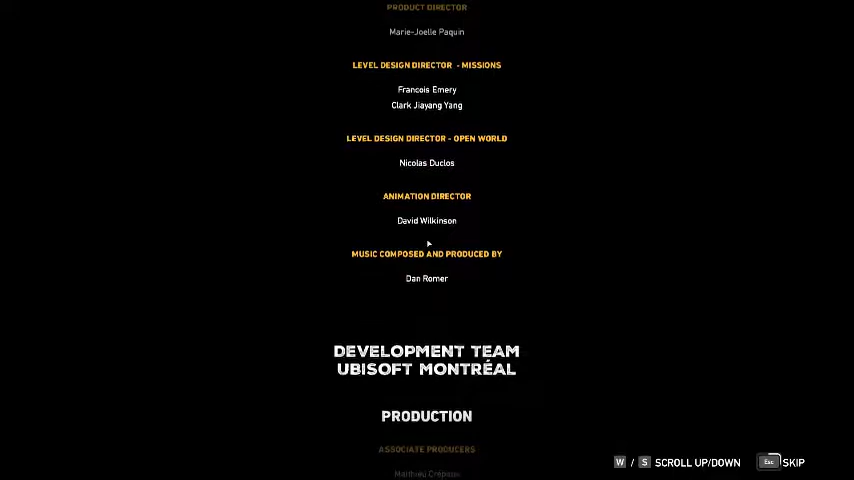 PRODUCT DIRECTOR
Marie-Joelle Paquin
LEVEL DESIGN DIRECTOR - MISSIONS
Francois Emery
Clark Jiayang Yang
LEVEL DESIGN DIRECTOR - OPEN WORLD
Nicolas Duclos
ANIMATION DIRECTOR
David Wilkinson
MUSIC COMPOSED AND PRODUCED BY
Dan Romer
DEVELOPMENT TEAM
UBISOFT MONTRÉAL
PRODUCTION
ASSOCIATE PRODUCERS
Matthieu
W / S SCROLL UP/DOWN Esc SKIP